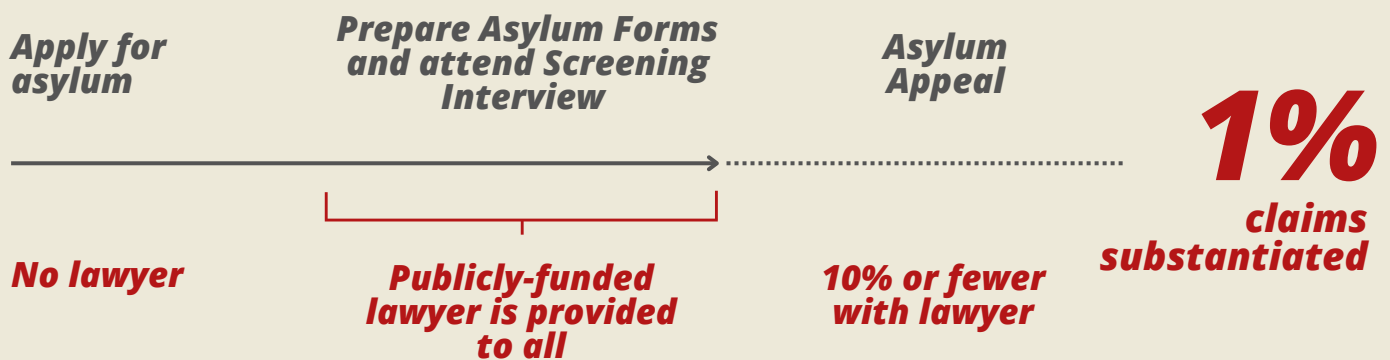 Apply for
asylum
Prepare Asylum Forms
and attend Screening
Interview
Asylum
Appeal
1%
claims
substantiated
No lawyer
Publicly-funded
lawyer is provided
to all
10% or fewer
with lawyer